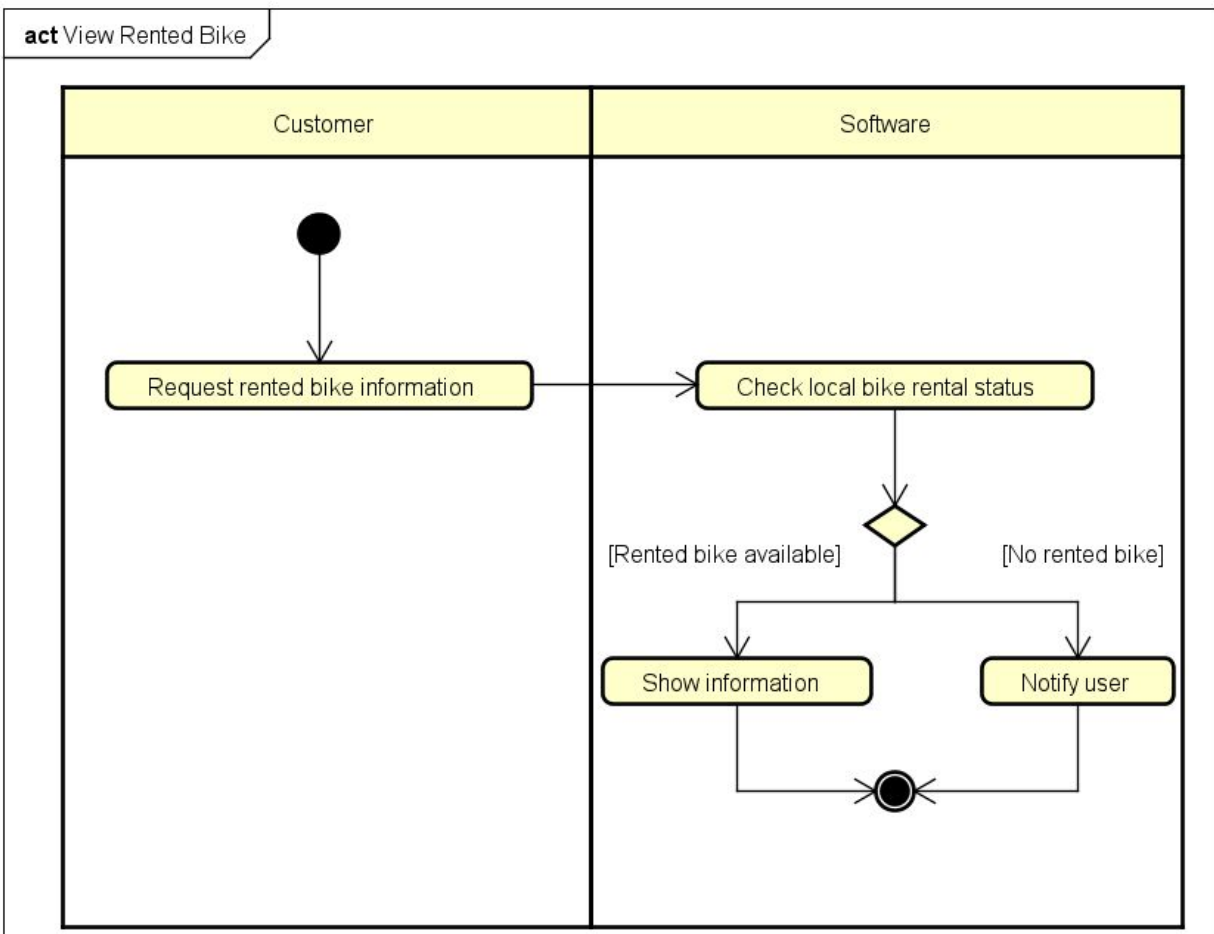 act View Rented Bike
Customer
Software
Request rented bike information
Check local bike rental status
[Rented bike available]
[No rented bike]
Show information
Notify user